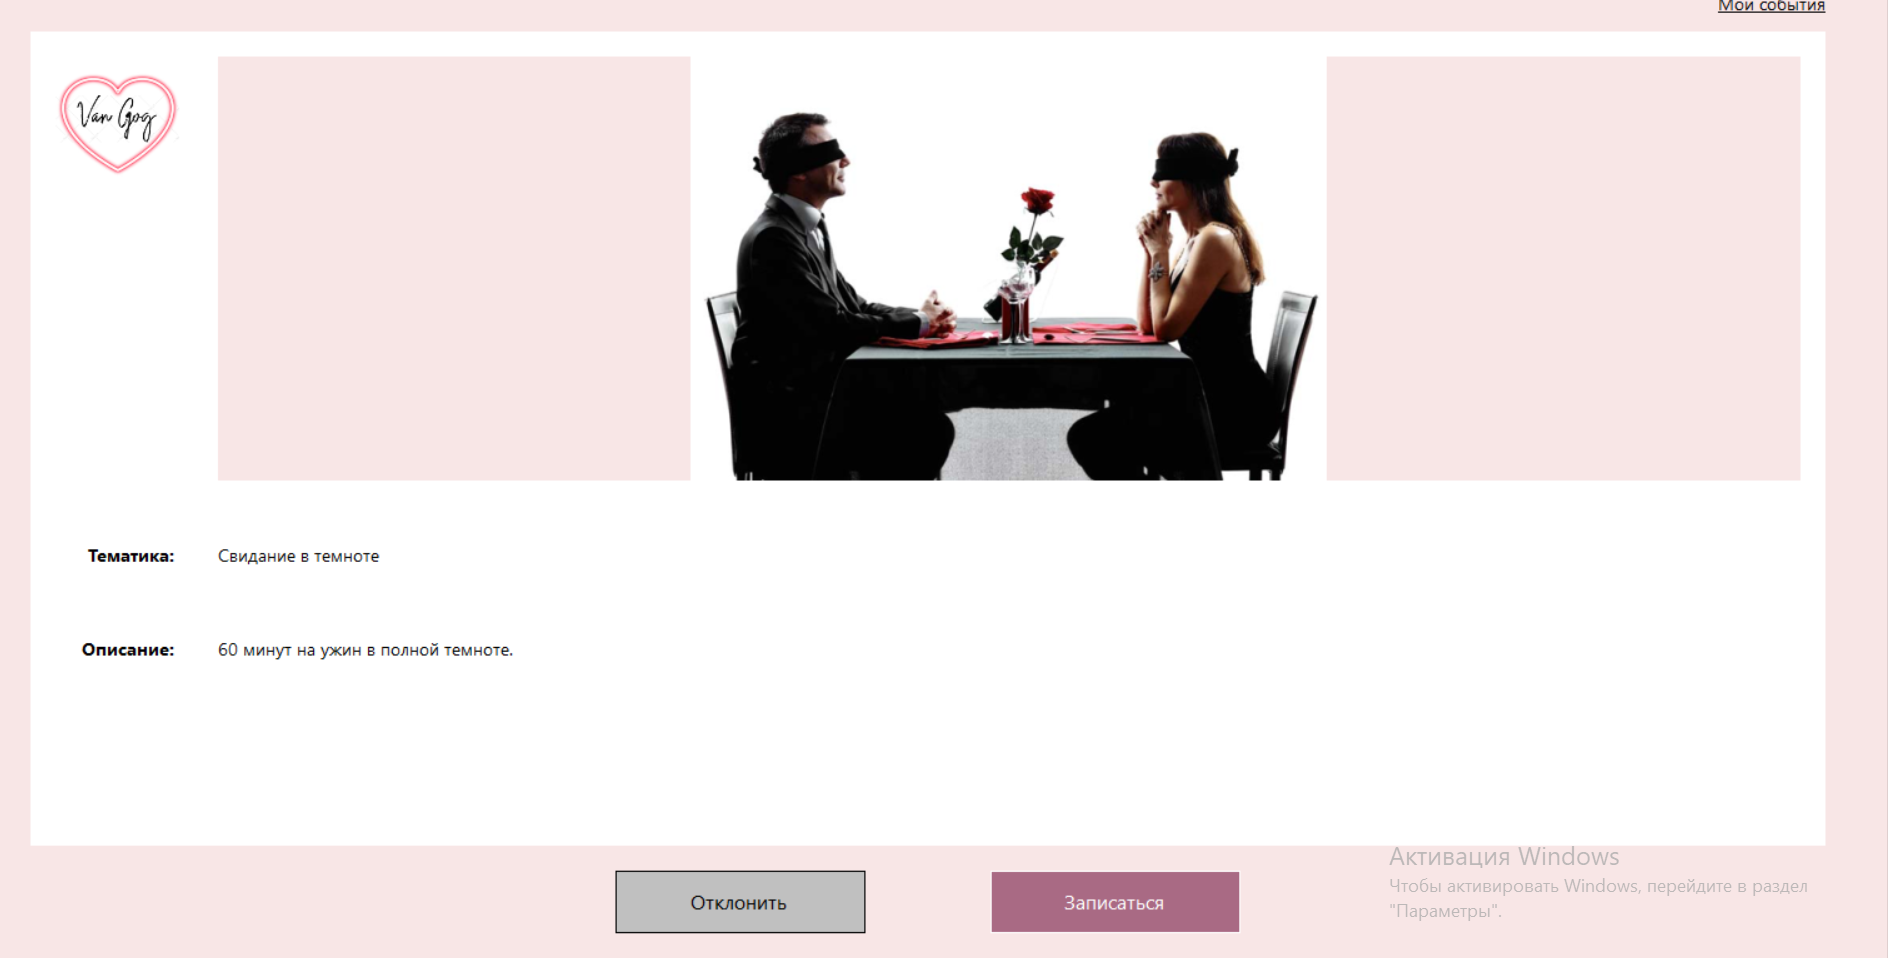 Мои события
Van Gog
Тематика: Свидание в темноте
Описание: 60 минут на ужин в полной темноте.
Отклонить
Записаться
Активация Windows
Чтобы активировать Windows, перейдите в раздел
"Параметры".